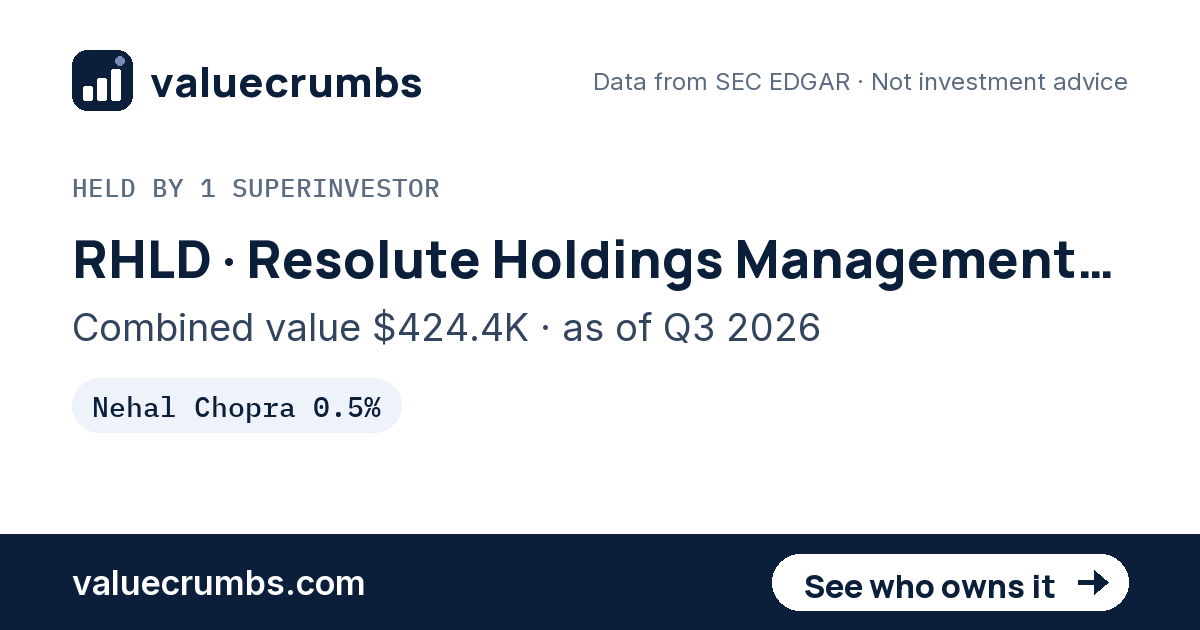 valuecrumbs
Data from SEC EDGAR · Not investment advice
HELD BY 1 SUPERINVESTOR
RHLD · Resolute Holdings Management…
Combined value $424.4K · as of Q3 2026
Nehal Chopra 0.5%
valuecrumbs.com
See who owns it →